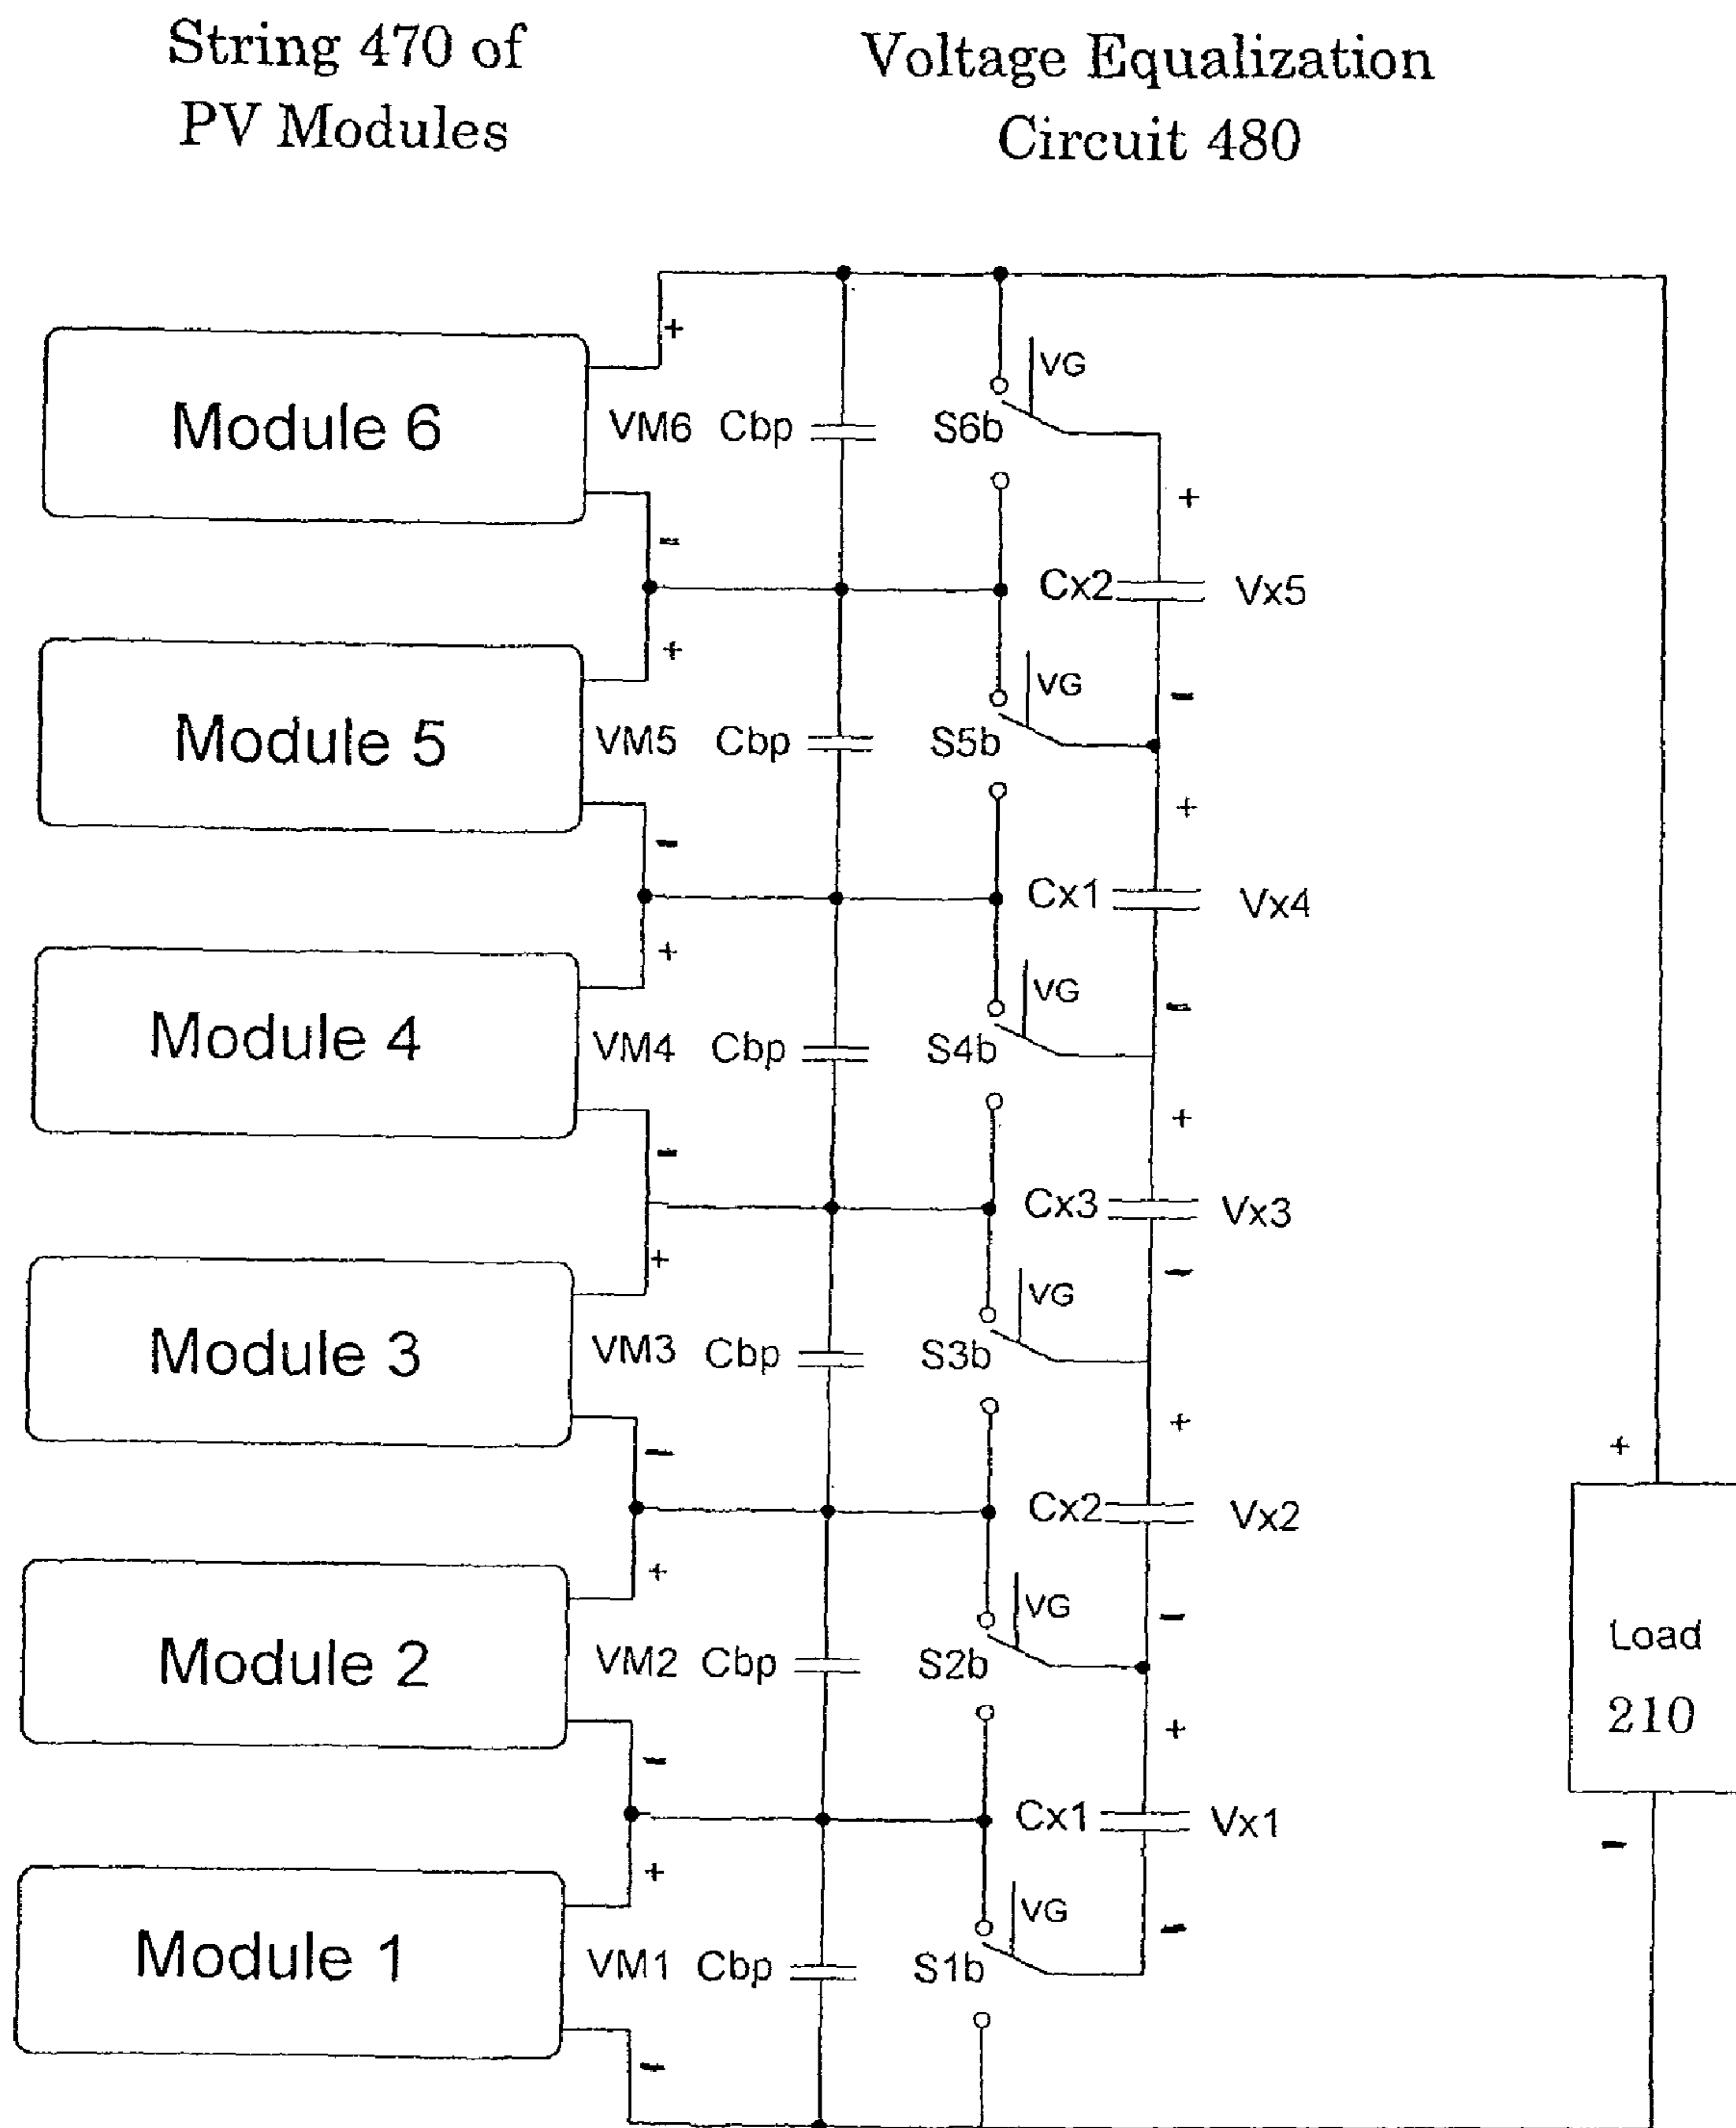 String 470 of
PV Modules
Voltage Equalization
Circuit 480
+
VG
Module 6
VM6 Cbp
S6b
+
-
Cx2
Vx5
+
VG
-
Module 5
VM5 Cbp
S5b
+
-
Cx1
Vx4
+
VG
-
Module 4
VM4 Cbp
S4b
+
-
Cx3
Vx3
+
VG
-
Module 3
VM3 Cbp
S3b
+
+
-
Cx2
Vx2
+
VG
-
Load
210
Module 2
VM2 Cbp
S2b
+
-
Cx1
Vx1
-
+
VG
-
Module 1
VM1 Cbp
S1b
-